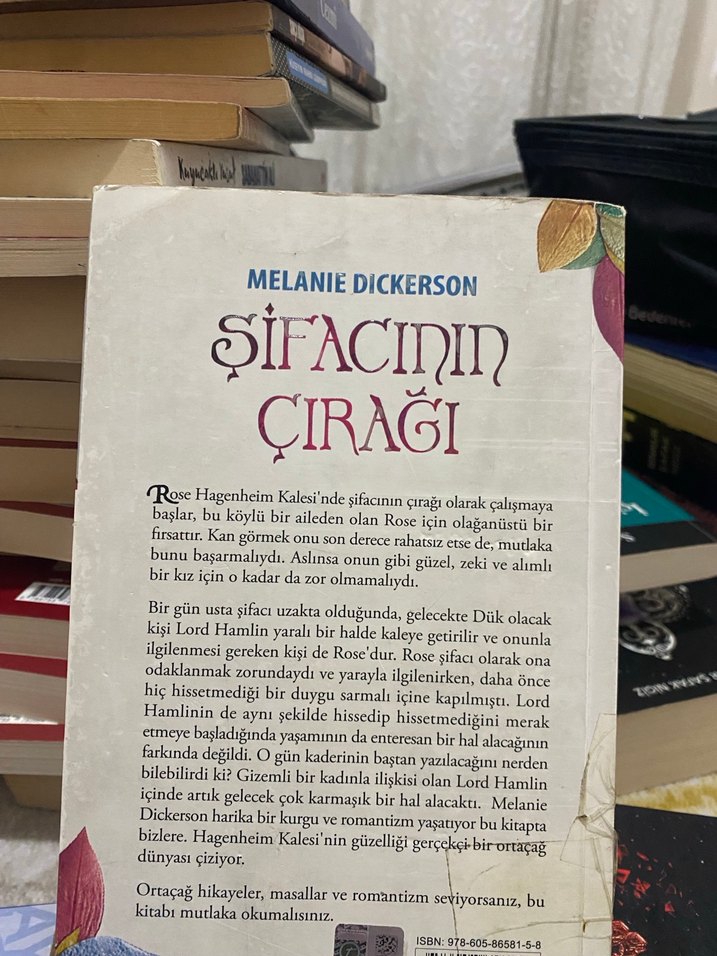 Kuyucaklı Yusuf SABAHATTİN ALİ
MELANIE DICKERSON
ŞİFACININ
ÇIRAĞI
Rose Hagenheim Kalesi'nde şifacının çırağı olarak çalışmaya
başlar, bu köylü bir aileden olan Rose için olağanüstü bir
fırsattır. Kan görmek onu son derece rahatsız etse de, mutlaka
bunu başarmalıydı. Aslınsa onun gibi güzel, zeki ve alımlı
bir kız için o kadar da zor olmamalıydı.
Bir gün usta şifacı uzakta olduğunda, gelecekte Dük olacak
kişi Lord Hamlin yaralı bir halde kaleye getirilir ve onunla
ilgilenmesi gereken kişi de Rose'dur. Rose şifacı olarak ona
odaklanmak zorundaydı ve yarayla ilgilenirken, daha önce
hiç hissetmediği bir duygu sarmalı içine kapılmıştı. Lord
Hamlinin de aynı şekilde hissedip hissetmediğini merak
etmeye başladığında yaşamının da enteresan bir hal alacağının
farkında değildi. O gün kaderinin baştan yazılacağını nerden
bilebilirdi ki? Gizemli bir kadınla ilişkisi olan Lord Hamlin
içinde artık gelecek çok karmaşık bir hal alacaktı. Melanie
Dickerson harika bir kurgu ve romantizm yaşatıyor bu kitapta
bizlere. Hagenheim Kalesi'nin güzelliği gerçekçi bir ortaçağ
dünyası çiziyor.
Ortaçağ hikayeler, masallar ve romantizm seviyorsanız, bu
kitabı mutlaka okumalısınız.
ISBN: 978-605-86581-5-8